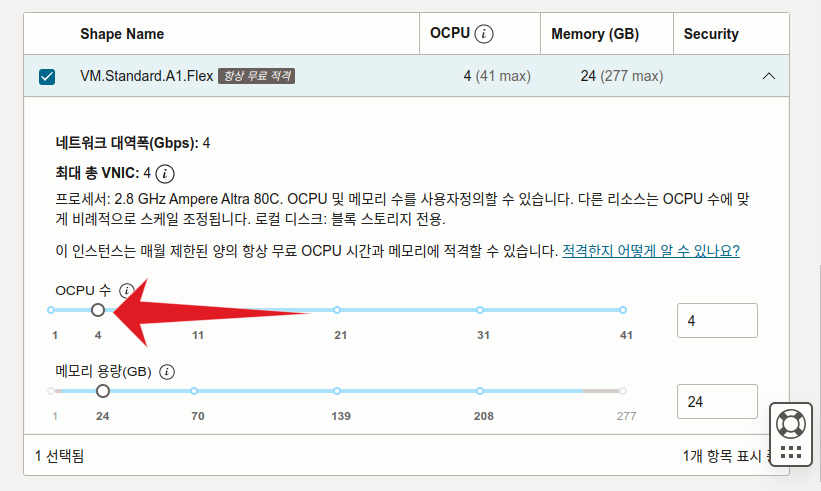 Shape Name OCPU i Memory (GB) Security
VM.Standard.A1.Flex 항상 무료 적격 4 (41 max) 24 (277 max)
네트워크 대역폭(Gbps): 4
최대 총 VNIC: 4 i
프로세서: 2.8 GHz Ampere Altra 80C. OCPU 및 메모리 수를 사용자정의할 수 있습니다. 다른 리소스는 OCPU 수에 맞
게 비례적으로 스케일 조정됩니다. 로컬 디스크: 블록 스토리지 전용.
이 인스턴스는 매월 제한된 양의 항상 무료 OCPU 시간과 메모리에 적격할 수 있습니다. 적격한지 어떻게 알 수 있나요?
OCPU 수 i
4
1 4 11 21 31 41
메모리 용량(GB) i
24
1 24 70 139 208 277
1 선택됨 1개 항목 표시